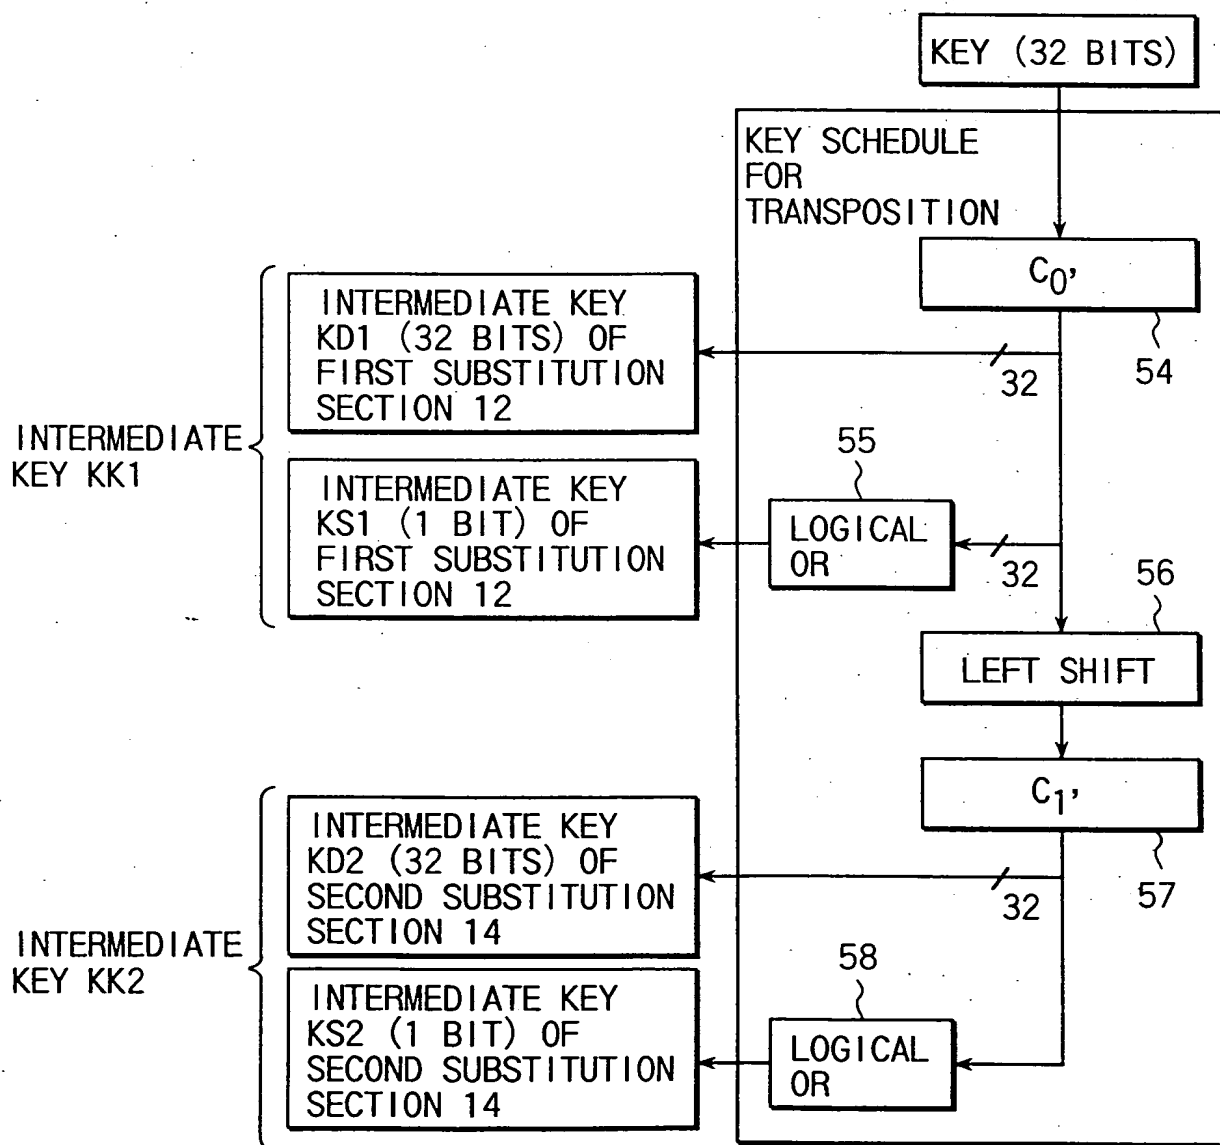 KEY (32 BITS)
KEY SCHEDULE
FOR
TRANSPOSITION
C0'
54
32
INTERMEDIATE KEY
KD1 (32 BITS) OF
FIRST SUBSTITUTION
SECTION 12
INTERMEDIATE
KEY KK1
INTERMEDIATE KEY
KS1 (1 BIT) OF
FIRST SUBSTITUTION
SECTION 12
55
LOGICAL
OR
32
56
LEFT SHIFT
C1'
57
32
INTERMEDIATE KEY
KD2 (32 BITS) OF
SECOND SUBSTITUTION
SECTION 14
INTERMEDIATE
KEY KK2
INTERMEDIATE KEY
KS2 (1 BIT) OF
SECOND SUBSTITUTION
SECTION 14
58
LOGICAL
OR